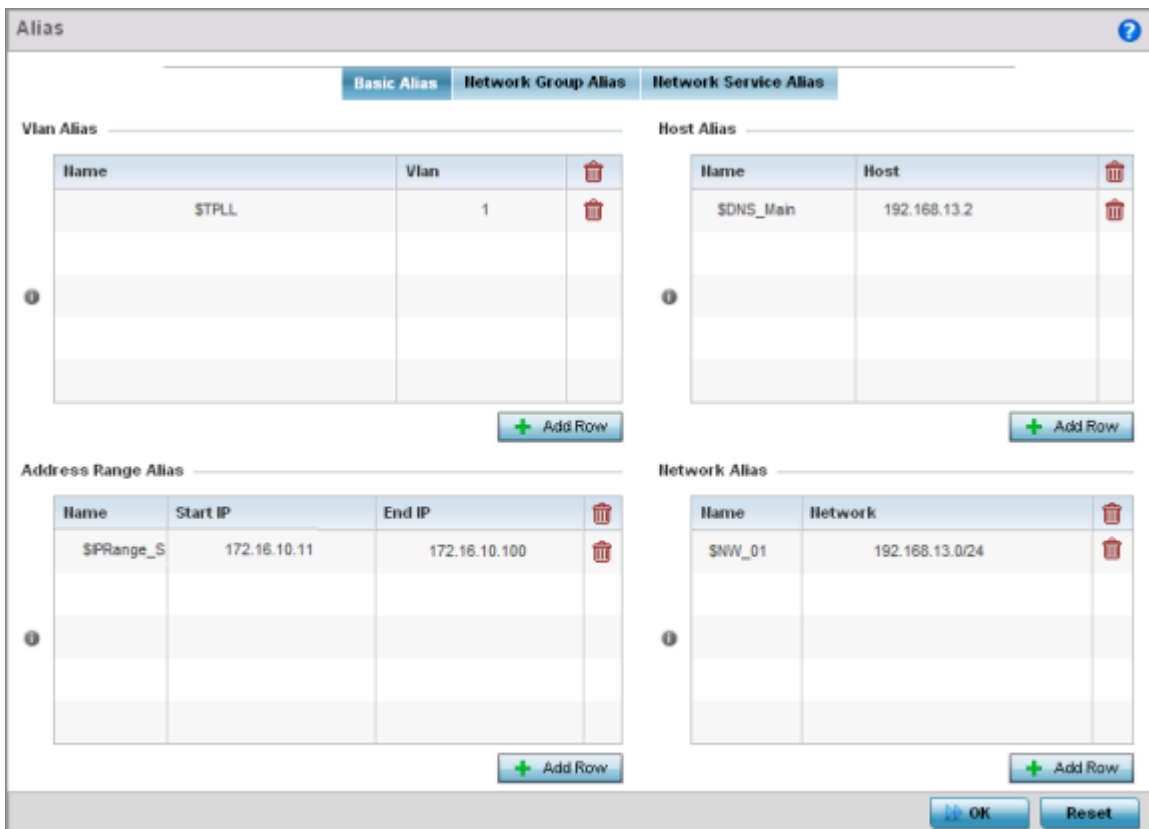 Alias
Basic Alias Network Group Alias Network Service Alias
Vlan Alias
Name Vlan
$TPLL 1
Add Row
Host Alias
Name Host
$DNS_Main 192.168.13.2
Add Row
Address Range Alias
Name Start IP End IP
$IPRange_S 172.16.10.11 172.16.10.100
Add Row
Network Alias
Name Network
$NW_01 192.168.13.0/24
Add Row
OK Reset